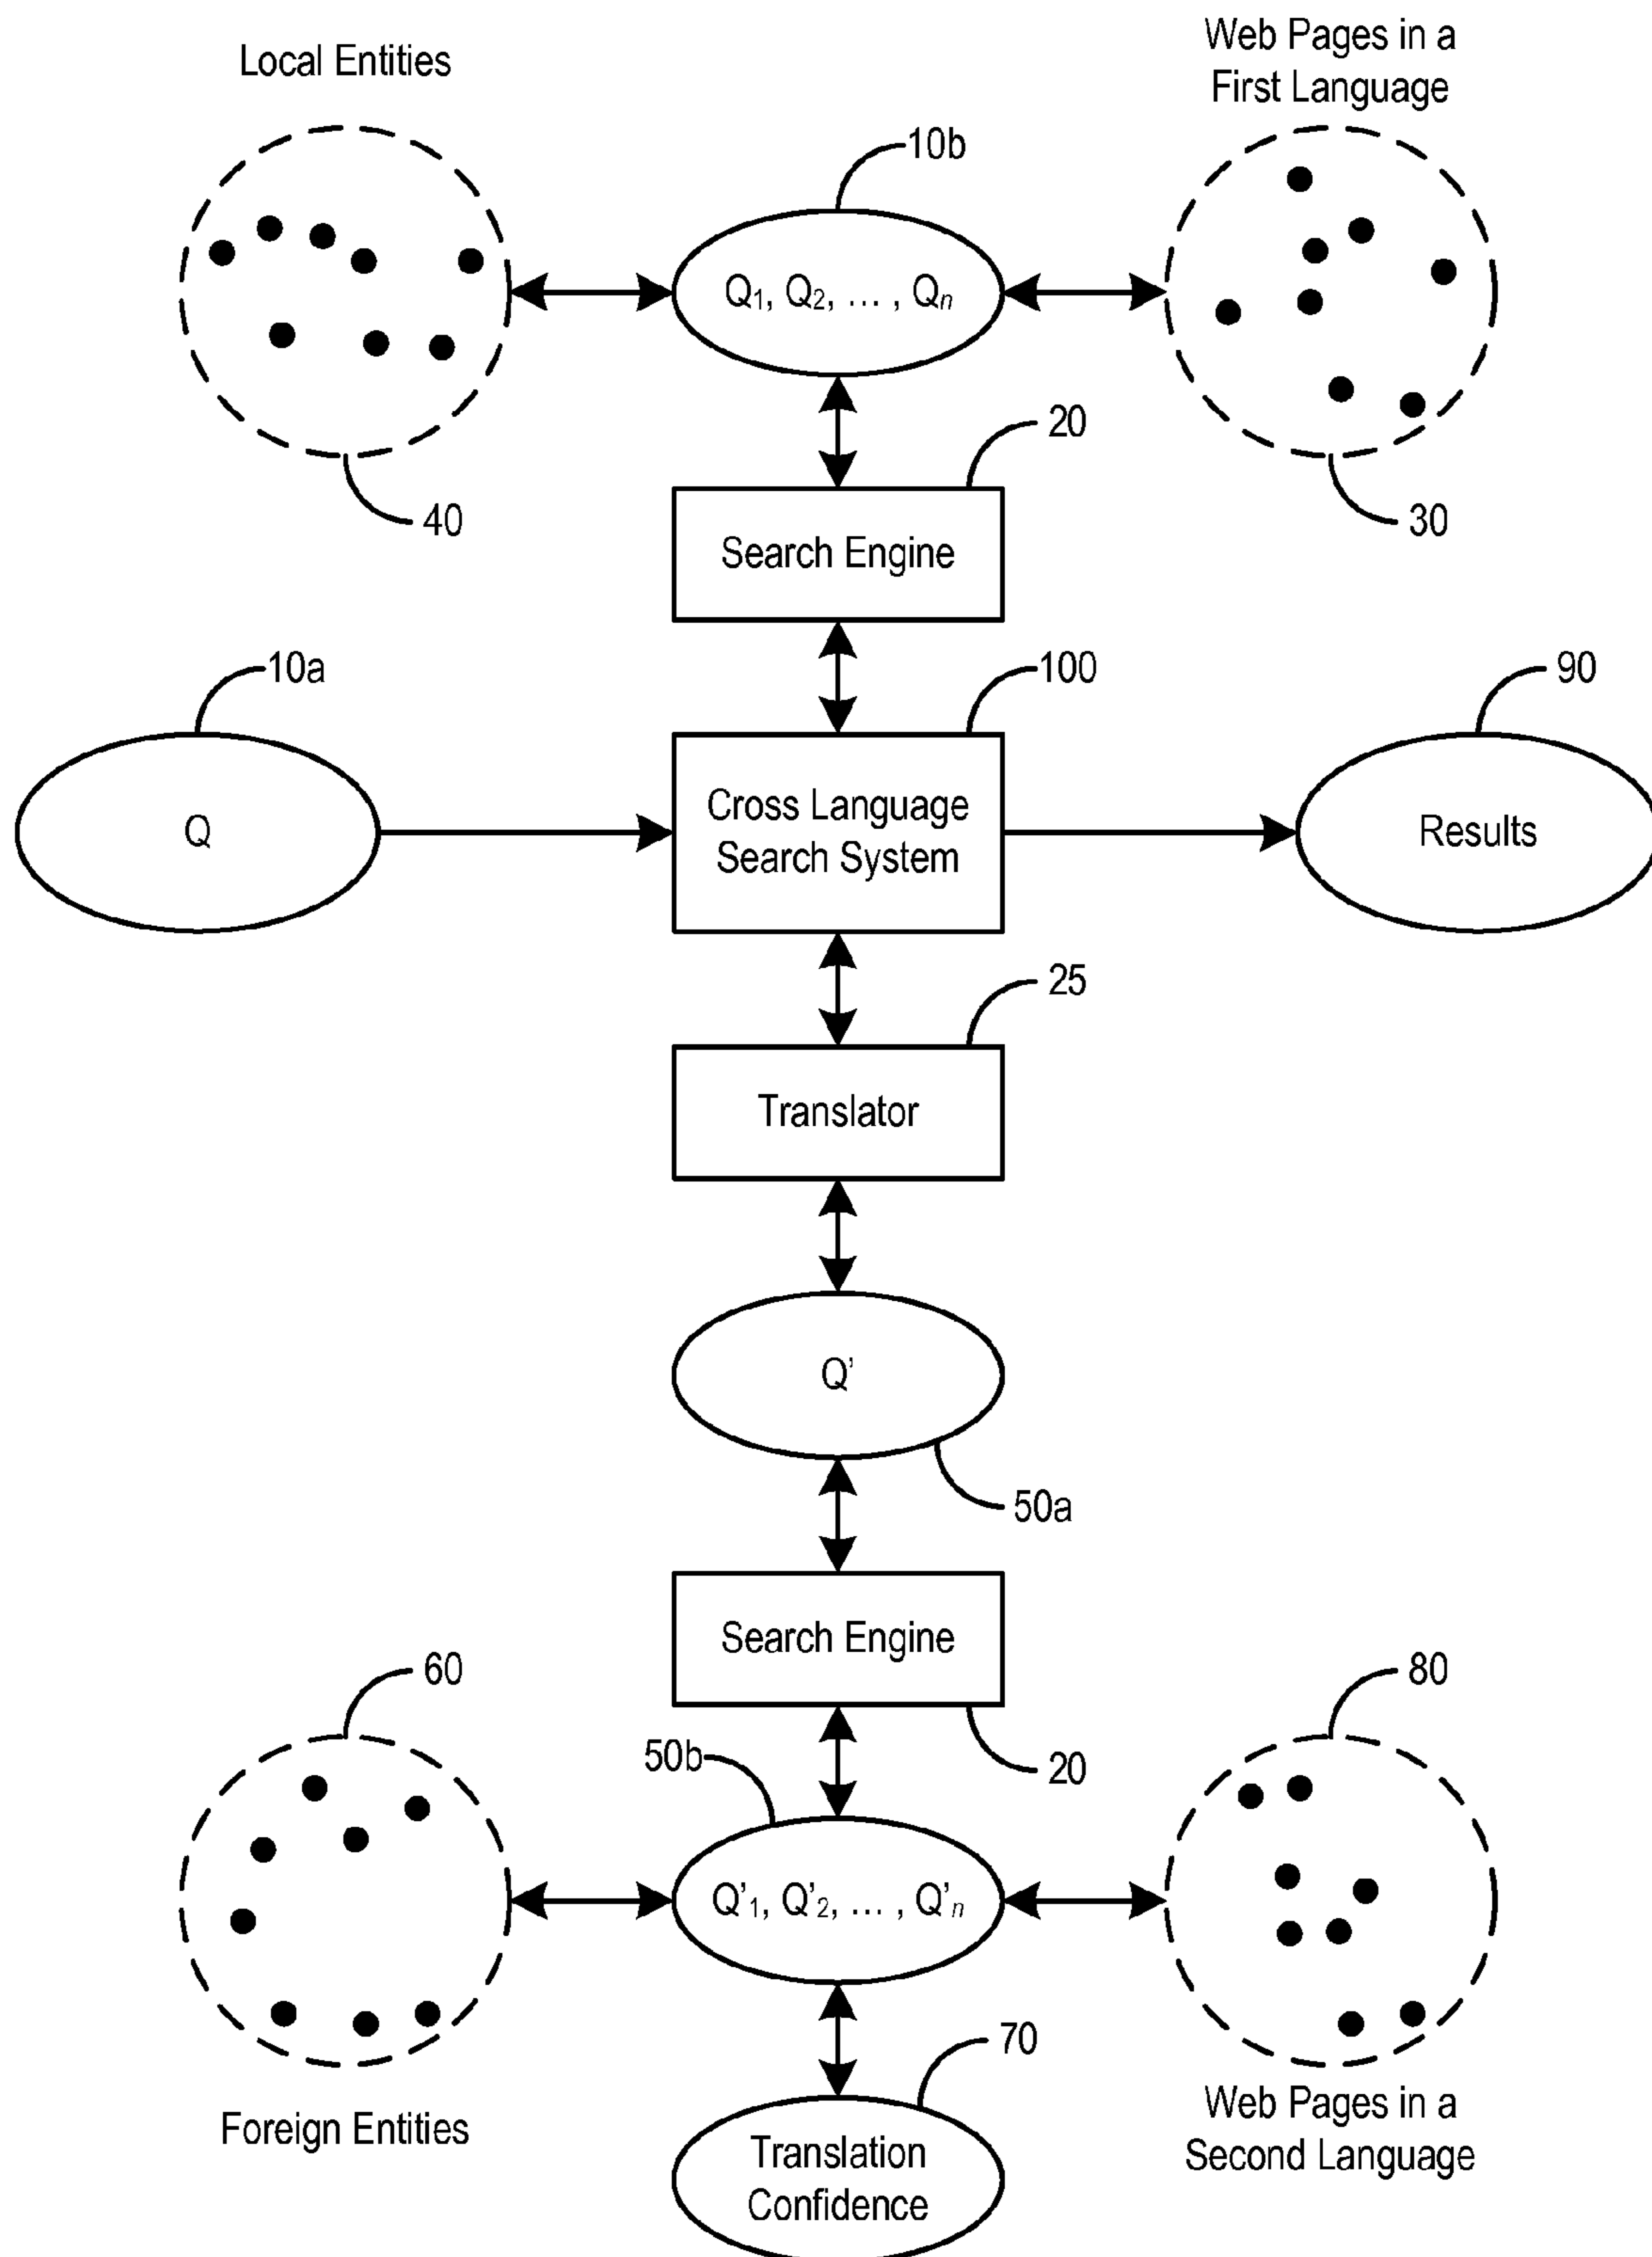 Local Entities
Web Pages in a
First Language
10b
Q₁, Q₂, … , Qₙ
20
40
30
Search Engine
10a
100
90
Q
Cross Language
Search System
Results
25
Translator
Q’
50a
Search Engine
60
80
50b
20
Q’₁, Q’₂, … , Q’ₙ
70
Foreign Entities
Web Pages in a
Second Language
Translation
Confidence